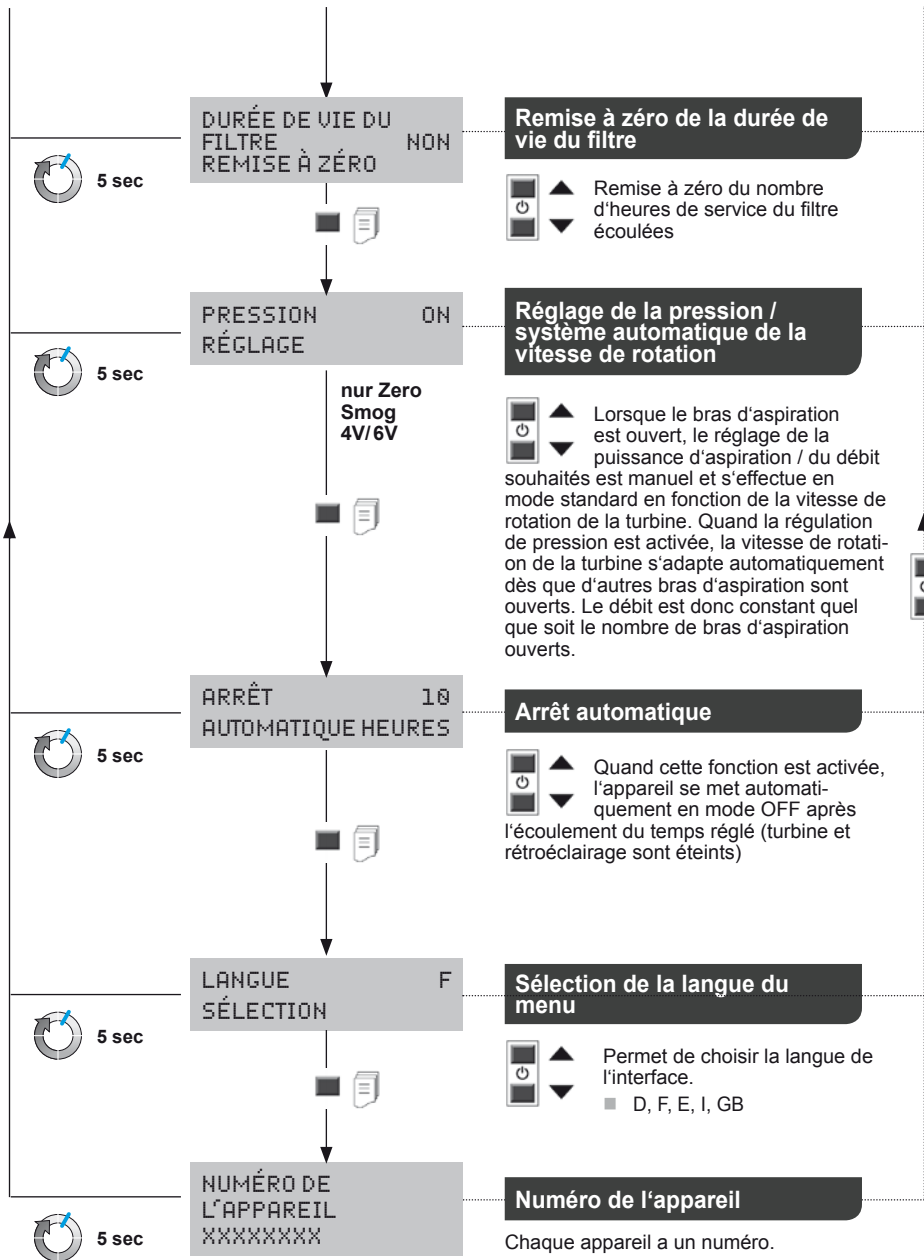 DURÉE DE VIE DU
FILTRE NON
REMISE À ZÉRO
5 sec
Remise à zéro de la durée de
vie du filtre
Remise à zéro du nombre
d‘heures de service du filtre
écoulées
PRESSION ON
RÉGLAGE
5 sec
nur Zero
Smog
4V/6V
Réglage de la pression /
système automatique de la
vitesse de rotation
Lorsque le bras d‘aspiration
est ouvert, le réglage de la
puissance d‘aspiration / du débit
souhaités est manuel et s‘effectue en
mode standard en fonction de la vitesse de
rotation de la turbine. Quand la régulation
de pression est activée, la vitesse de rotati-
on de la turbine s‘adapte automatiquement
dès que d‘autres bras d‘aspiration sont
ouverts. Le débit est donc constant quel
que soit le nombre de bras d‘aspiration
ouverts.
ARRÊT 10
AUTOMATIQUE HEURES
5 sec
Arrêt automatique
Quand cette fonction est activée,
l‘appareil se met automati-
quement en mode OFF après
l‘écoulement du temps réglé (turbine et
rétroéclairage sont éteints)
LANGUE F
SÉLECTION
5 sec
Sélection de la langue du
menu
Permet de choisir la langue de
l‘interface.
D, F, E, I, GB
NUMÉRO DE
L´APPAREIL
XXXXXXXX
5 sec
Numéro de l‘appareil
Chaque appareil a un numéro.